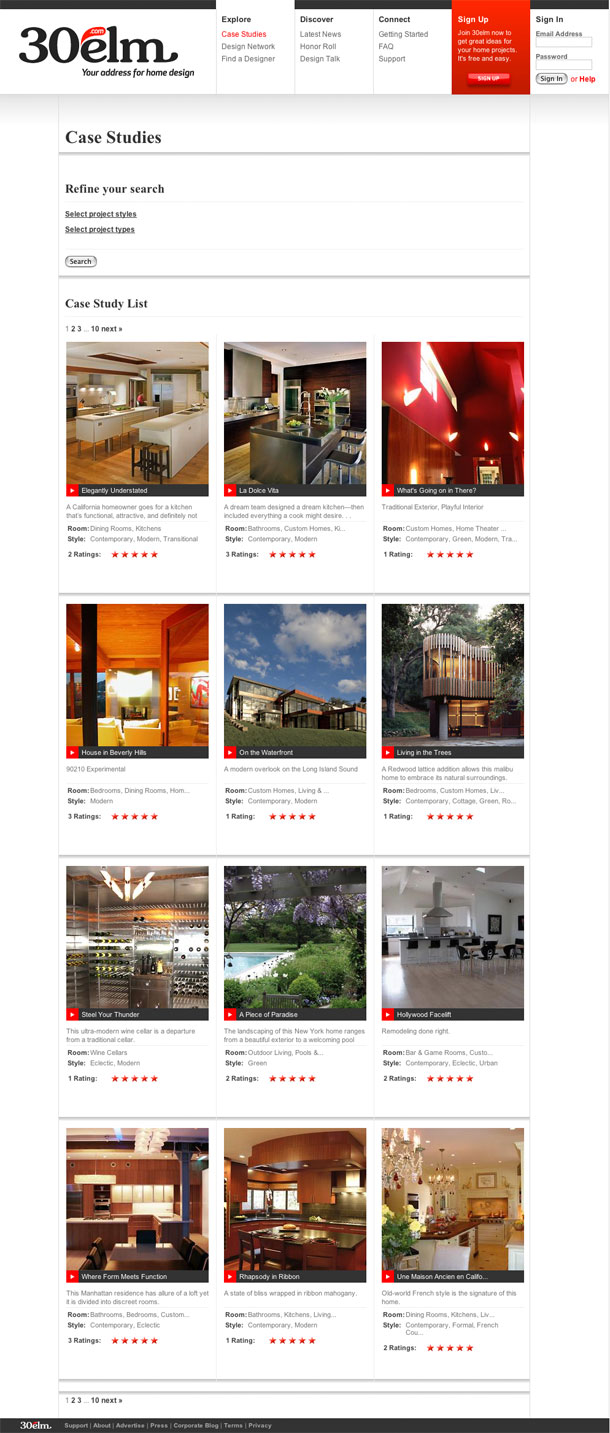 30elm.com
Your address for home design
Explore
Case Studies
Design Network
Find a Designer
Discover
Latest News
Honor Roll
Design Talk
Connect
Getting Started
FAQ
Support
Sign Up
Join 30elm now to
get great ideas for
your home projects.
It's free and easy.
SIGN UP
Sign In
Email Address
Password
Sign In or Help
Case Studies
Refine your search
Select project styles
Select project types
Search
Case Study List
1 2 3 ... 10 next »
Elegantly Understated
A California homeowner goes for a kitchen
that's functional, attractive, and definitely not
Room: Dining Rooms, Kitchens
Style: Contemporary, Modern, Transitional
2 Ratings:
La Dolce Vita
A dream team designed a dream kitchen—then
included everything a cook might desire. . .
Room: Bathrooms, Custom Homes, Ki...
Style: Contemporary, Modern
3 Ratings:
What's Going on in There?
Traditional Exterior, Playful Interior
Room: Custom Homes, Home Theater ...
Style: Contemporary, Green, Modern, Tra...
1 Rating:
House in Beverly Hills
90210 Experimental
Room: Bedrooms, Dining Rooms, Hom...
Style: Modern
3 Ratings:
On the Waterfront
A modern overlook on the Long Island Sound
Room: Custom Homes, Living & ...
Style: Contemporary, Modern
1 Rating:
Living in the Trees
A Redwood lattice addition allows this malibu
home to embrace its natural surroundings.
Room: Bedrooms, Custom Homes, Liv...
Style: Contemporary, Cottage, Green, Ro...
1 Rating:
Steel Your Thunder
This ultra-modern wine cellar is a departure
from a traditional cellar.
Room: Wine Cellars
Style: Eclectic, Modern
1 Rating:
A Piece of Paradise
The landscaping of this New York home ranges
from a beautiful exterior to a welcoming pool
Room: Outdoor Living, Pools &...
Style: Green
2 Ratings:
Hollywood Facelift
Remodeling done right.
Room: Bar & Game Rooms, Custo...
Style: Contemporary, Eclectic, Urban
2 Ratings:
Where Form Meets Function
This Manhattan residence has allure of a loft yet
it is divided into discreet rooms.
Room: Bathrooms, Bedrooms, Custom...
Style: Contemporary, Eclectic
3 Ratings:
Rhapsody in Ribbon
A state of bliss wrapped in ribbon mahogany.
Room: Bathrooms, Kitchens, Living...
Style: Contemporary, Modern
1 Rating:
Une Maison Ancien en Califo...
Old-world French style is the signature of this
home.
Room: Dining Rooms, Kitchens, Liv...
Style: Contemporary, Formal, French
Cou...
2 Ratings:
1 2 3 ... 10 next »
30elm. Support | About | Advertise | Press | Corporate Blog | Terms | Privacy